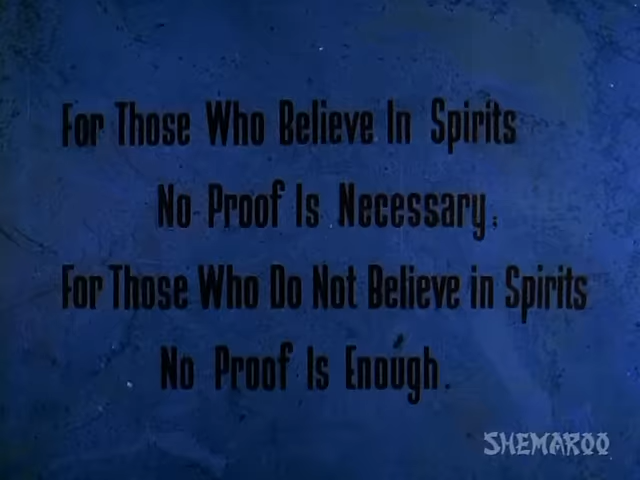 For Those Who Believe In Spirits
No Proof Is Necessary;
For Those Who Do Not Believe in Spirits
No Proof Is Enough.
SHEMAROO